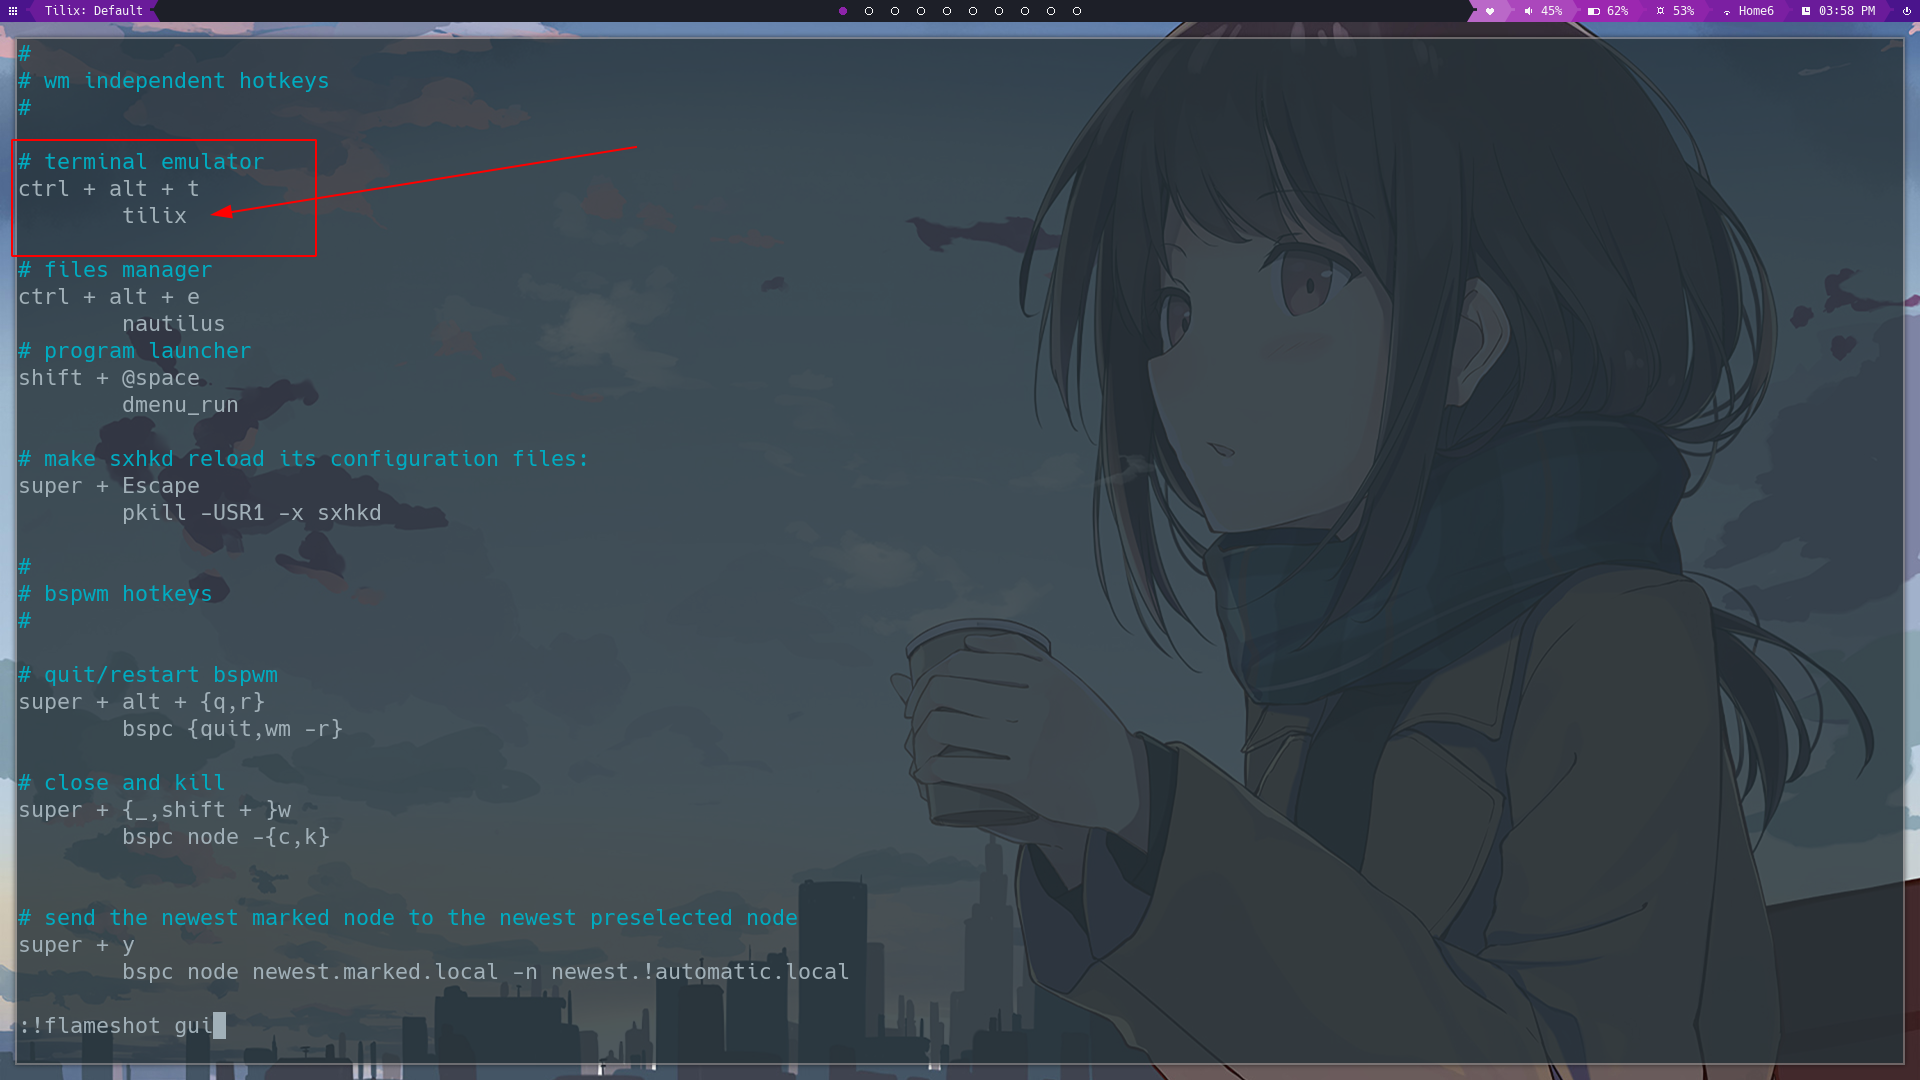 Tilix: Default
45%
62%
53%
Home6
03:58 PM
#
# wm independent hotkeys
#
# terminal emulator
ctrl + alt + t
tilix
# files manager
ctrl + alt + e
nautilus
# program launcher
shift + @space
dmenu_run
# make sxhkd reload its configuration files:
super + Escape
pkill -USR1 -x sxhkd
#
# bspwm hotkeys
#
# quit/restart bspwm
super + alt + {q,r}
bspc {quit,wm -r}
# close and kill
super + {_,shift + }w
bspc node -{c,k}
# send the newest marked node to the newest preselected node
super + y
bspc node newest.marked.local -n newest.!automatic.local
:!flameshot gui